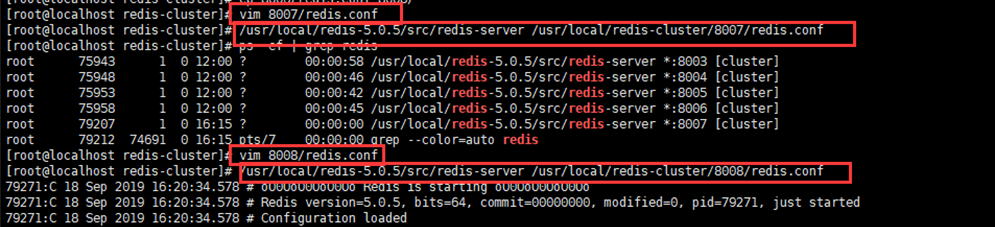 [root@localhost redis-cluster]# vim 8007/redis.conf
[root@localhost redis-cluster]# /usr/local/redis-5.0.5/src/redis-server /usr/local/redis-cluster/8007/redis.conf
[root@localhost redis-cluster]# ps -ef | grep redis
root 75943 1 0 12:00 ? 00:00:58 /usr/local/redis-5.0.5/src/redis-server *:8003 [cluster]
root 75948 1 0 12:00 ? 00:00:46 /usr/local/redis-5.0.5/src/redis-server *:8004 [cluster]
root 75953 1 0 12:00 ? 00:00:42 /usr/local/redis-5.0.5/src/redis-server *:8005 [cluster]
root 75958 1 0 12:00 ? 00:00:45 /usr/local/redis-5.0.5/src/redis-server *:8006 [cluster]
root 79207 1 0 16:15 ? 00:00:00 /usr/local/redis-5.0.5/src/redis-server *:8007 [cluster]
root 79212 74691 0 16:15 pts/7 00:00:00 grep --color=auto redis
[root@localhost redis-cluster]# vim 8008/redis.conf
[root@localhost redis-cluster]# /usr/local/redis-5.0.5/src/redis-server /usr/local/redis-cluster/8008/redis.conf
79271:C 18 Sep 2019 16:20:34.578 # oO0OoO0OoO0Oo Redis is starting oO0OoO0OoO0Oo
79271:C 18 Sep 2019 16:20:34.578 # Redis version=5.0.5, bits=64, commit=00000000, modified=0, pid=79271, just started
79271:C 18 Sep 2019 16:20:34.578 # Configuration loaded